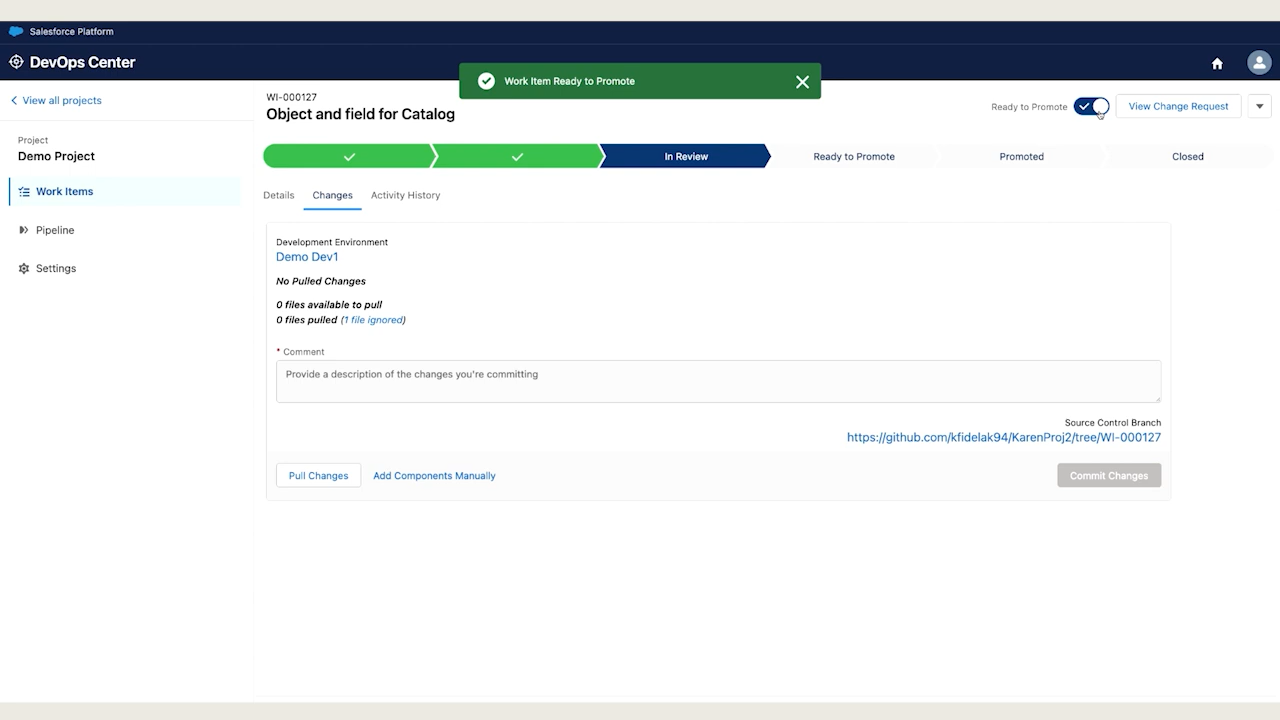 Salesforce Platform
DevOps Center
Work Item Ready to Promote
View all projects
Project
Demo Project
Work Items
Pipeline
Settings
WI-000127
Object and field for Catalog
Ready to Promote
View Change Request
In Review
Ready to Promote
Promoted
Closed
Details
Changes
Activity History
Development Environment
Demo Dev1
No Pulled Changes
0 files available to pull
0 files pulled (1 file ignored)
* Comment
Provide a description of the changes you're committing
Source Control Branch
https://github.com/kfidelak94/KarenProj2/tree/WI-000127
Pull Changes
Add Components Manually
Commit Changes